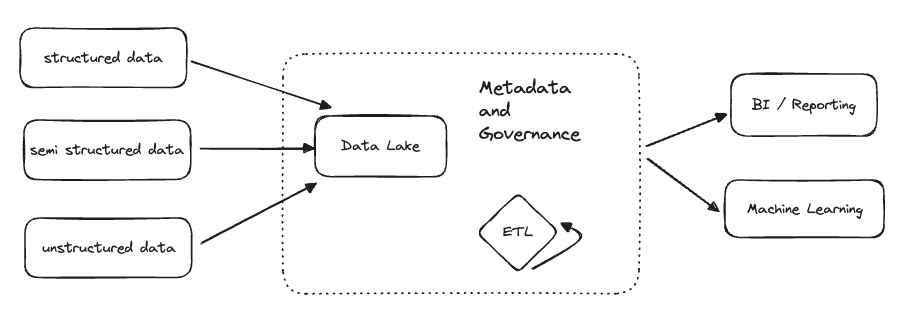 structured data
semi structured data
unstructured data
Data Lake
Metadata
and
Governance
ETL
BI / Reporting
Machine Learning